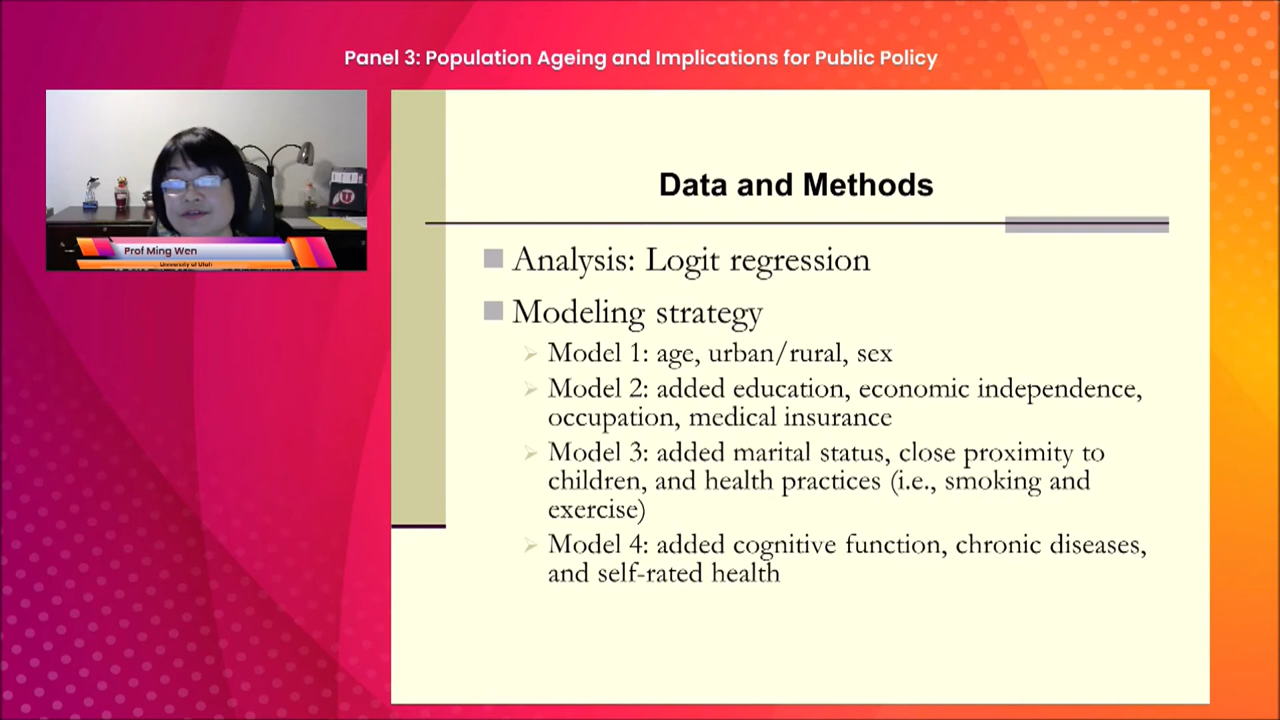 Panel 3: Population Ageing and Implications for Public Policy
U
Prof Ming Wen
University of Utah
Data and Methods
Analysis: Logit regression
Modeling strategy
Model 1: age, urban/rural, sex
Model 2: added education, economic independence,
occupation, medical insurance
Model 3: added marital status, close proximity to
children, and health practices (i.e., smoking and
exercise)
Model 4: added cognitive function, chronic diseases,
and self-rated health